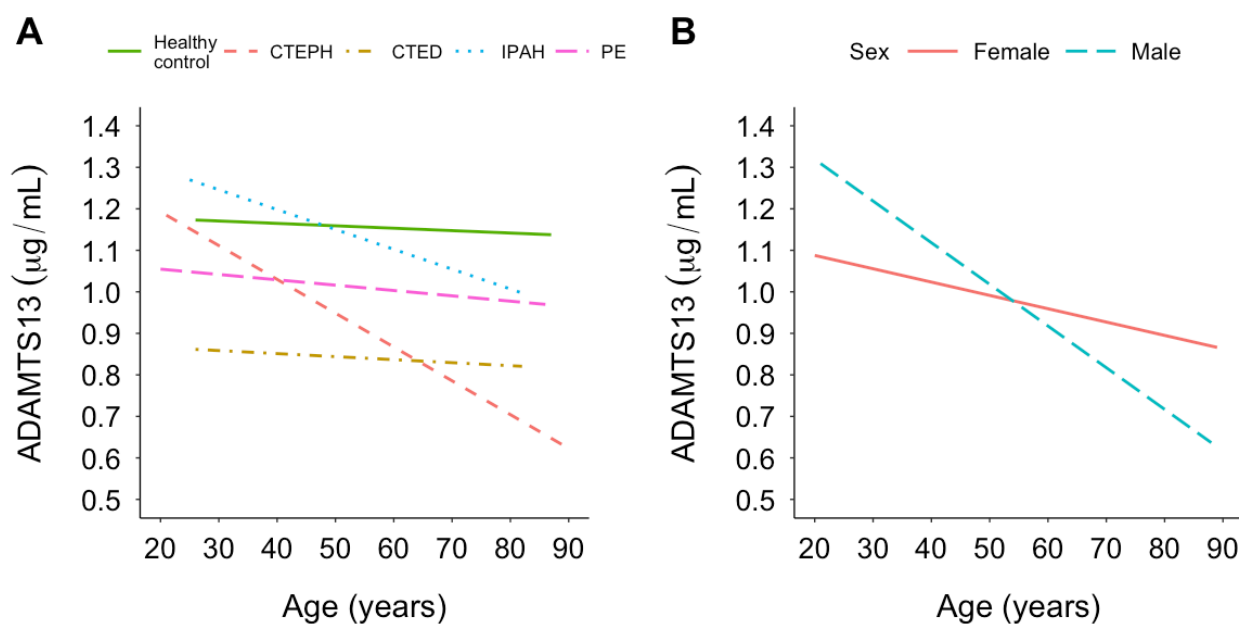 A
Healthy
control
CTEPH
CTED
IPAH
PE
ADAMTS13 (μg/mL)
1.4
1.3
1.2
1.1
1.0
0.9
0.8
0.7
0.6
0.5
20 30 40 50 60 70 80 90
Age (years)
B
Sex Female Male
ADAMTS13 (μg/mL)
1.4
1.3
1.2
1.1
1.0
0.9
0.8
0.7
0.6
0.5
20 30 40 50 60 70 80 90
Age (years)